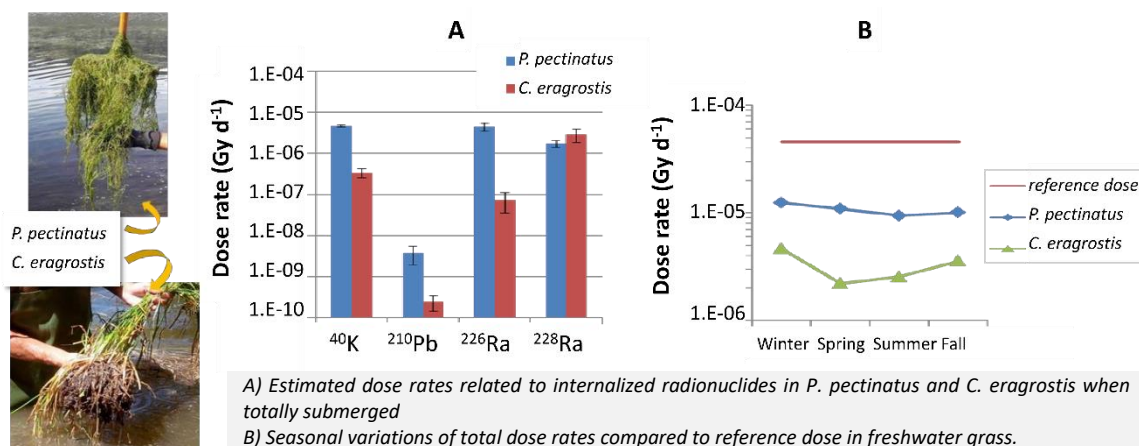 P. pectinatus
C. eragrostis
A
P. pectinatus
C. eragrostis
Dose rate (Gy d⁻¹)
1.E-04
1.E-05
1.E-06
1.E-07
1.E-08
1.E-09
1.E-10
⁴⁰K ²¹⁰Pb ²²⁶Ra ²²⁸Ra
B
Dose rate (Gy d⁻¹)
1.E-04
1.E-05
1.E-06
Winter Spring Summer Fall
reference dose
P. pectinatus
C. eragrostis
A) Estimated dose rates related to internalized radionuclides in P. pectinatus and C. eragrostis when
totally submerged
B) Seasonal variations of total dose rates compared to reference dose in freshwater grass.